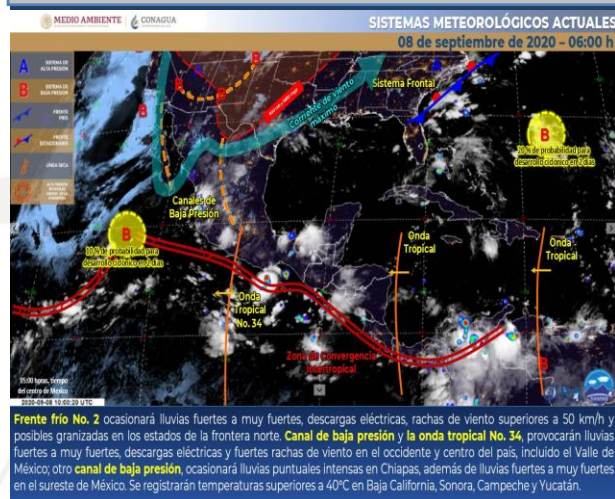 MEDIO AMBIENTE
CONAGUA
SISTEMAS METEOROLÓGICOS ACTUALES
08 de septiembre de 2020 – 06:00 h
A
SISTEMA DE
ALTA PRESIÓN
B
SISTEMA DE
BAJA PRESIÓN
FRENTE
FRÍO
FRENTE
ESTACIONARIO
LÍNEA SECA
A
A
B
B
B
B
Corriente de viento
máximo
Sistema Frontal
B
20 % de probabilidad para
desarrollo ciclónico en 2 días
Canales de
Baja Presión
B
10 % de probabilidad para
desarrollo ciclónico en 2 días
Onda
Tropical
Onda
Tropical
Onda
Tropical
No. 34
Zona de Convergencia
Intertropical
B
05:00 horas, tiempo
del centro de México
2020-09-08 10:00:20 UTC
Frente frío No. 2 ocasionará lluvias fuertes a muy fuertes, descargas eléctricas, rachas de viento superiores a 50 km/h y
posibles granizadas en los estados de la frontera norte. Canal de baja presión y la onda tropical No. 34, provocarán lluvias
fuertes a muy fuertes, descargas eléctricas y fuertes rachas de viento en el occidente y centro del país, incluido el Valle de
México; otro canal de baja presión, ocasionará lluvias puntuales intensas en Chiapas, además de lluvias fuertes a muy fuertes
en el sureste de México. Se registrarán temperaturas superiores a 40°C en Baja California, Sonora, Campeche y Yucatán.